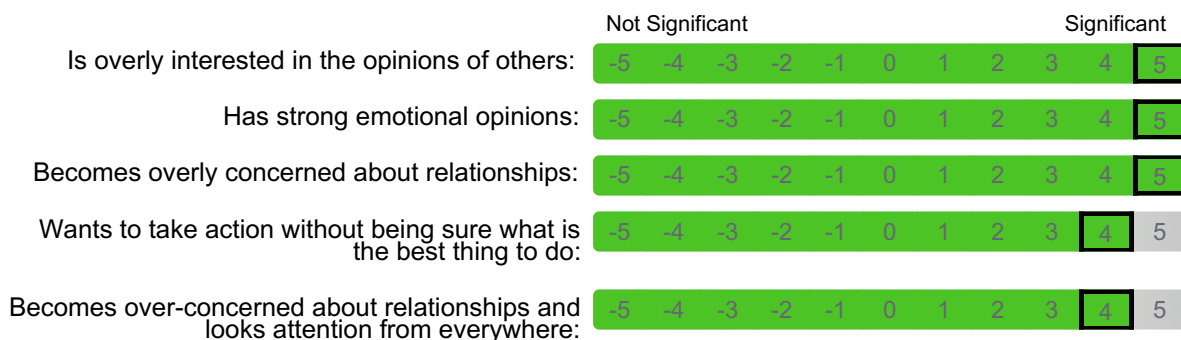 Not Significant Significant
Is overly interested in the opinions of others: -5 -4 -3 -2 -1 0 1 2 3 4 5
Has strong emotional opinions: -5 -4 -3 -2 -1 0 1 2 3 4 5
Becomes overly concerned about relationships: -5 -4 -3 -2 -1 0 1 2 3 4 5
Wants to take action without being sure what is
the best thing to do: -5 -4 -3 -2 -1 0 1 2 3 4 5
Becomes over-concerned about relationships and
looks attention from everywhere: -5 -4 -3 -2 -1 0 1 2 3 4 5